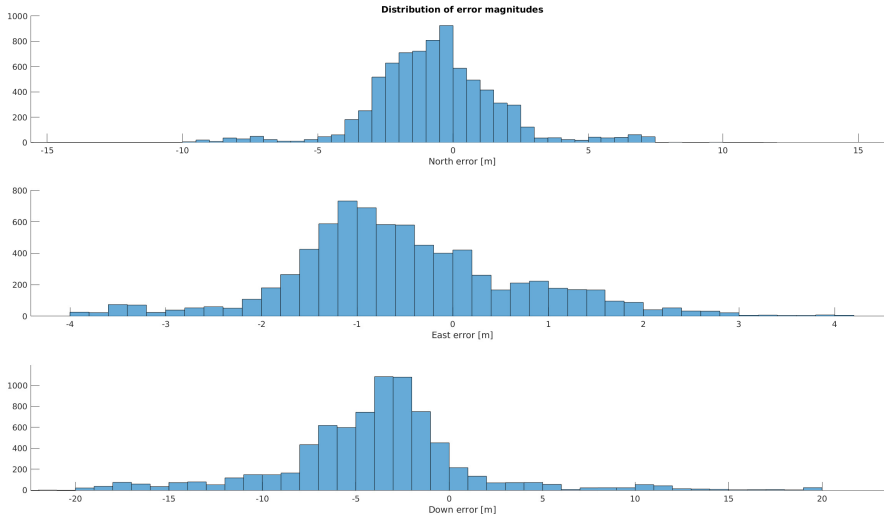 Distribution of error magnitudes
1000
800
600
400
200
0
-15 -10 -5 0 5 10 15
North error [m]
800
600
400
200
0
-4 -3 -2 -1 0 1 2 3 4
East error [m]
1000
800
600
400
200
0
-20 -15 -10 -5 0 5 10 15 20
Down error [m]